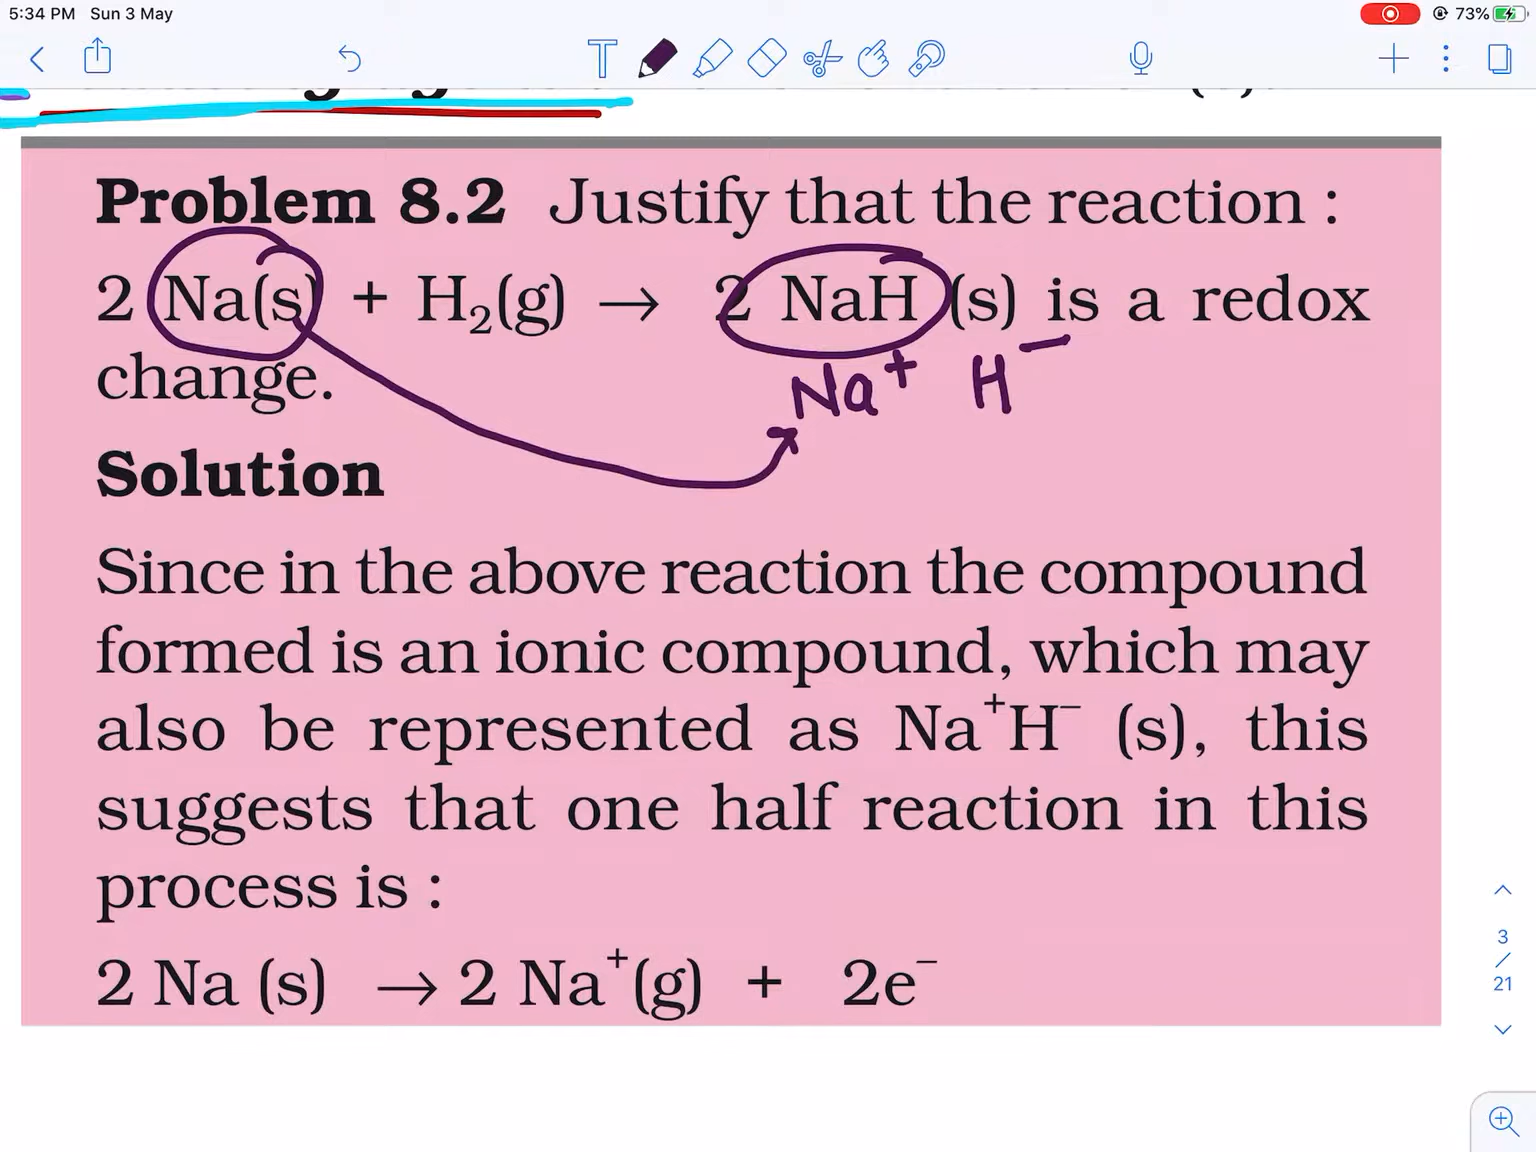 5:34 PM Sun 3 May
73%
T
Problem 8.2 Justify that the reaction :
2 Na(s) + H₂(g) → 2 NaH (s) is a redox
change.
Na⁺ H⁻
Solution
Since in the above reaction the compound
formed is an ionic compound, which may
also be represented as Na⁺H⁻ (s), this
suggests that one half reaction in this
process is :
2 Na (s) → 2 Na⁺(g) + 2e⁻
3
/
21